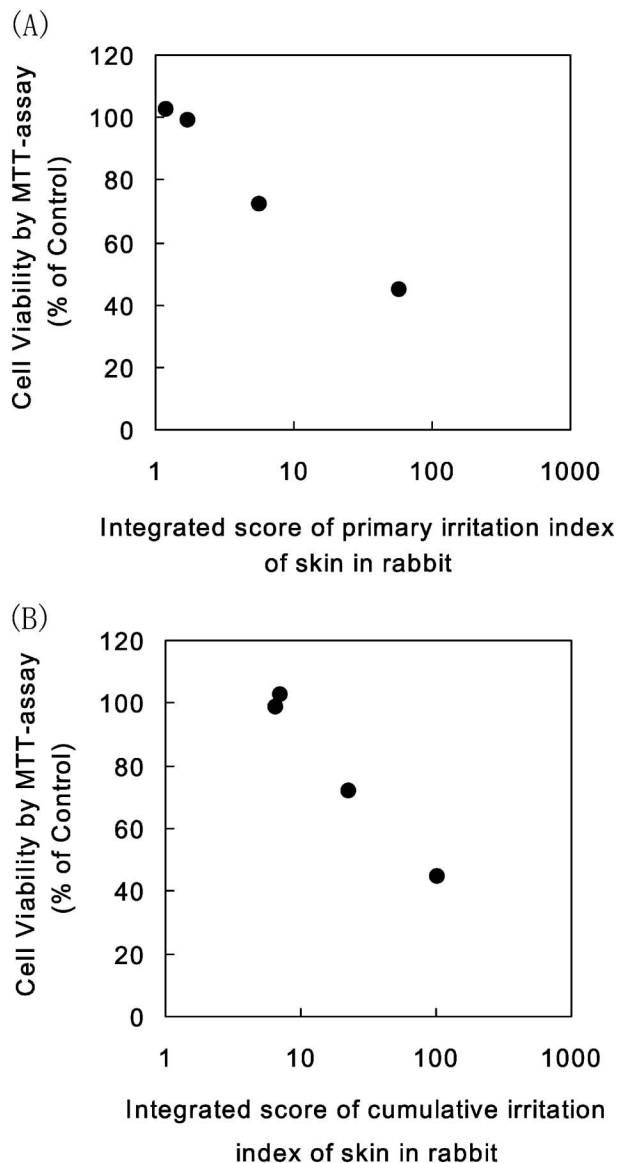 (A)
Cell Viability by MTT-assay
(% of Control)
120
100
80
60
40
20
0
1 10 100 1000
Integrated score of primary irritation index
of skin in rabbit
(B)
Cell Viability by MTT-assay
(% of Control)
120
100
80
60
40
20
0
1 10 100 1000
Integrated score of cumulative irritation
index of skin in rabbit